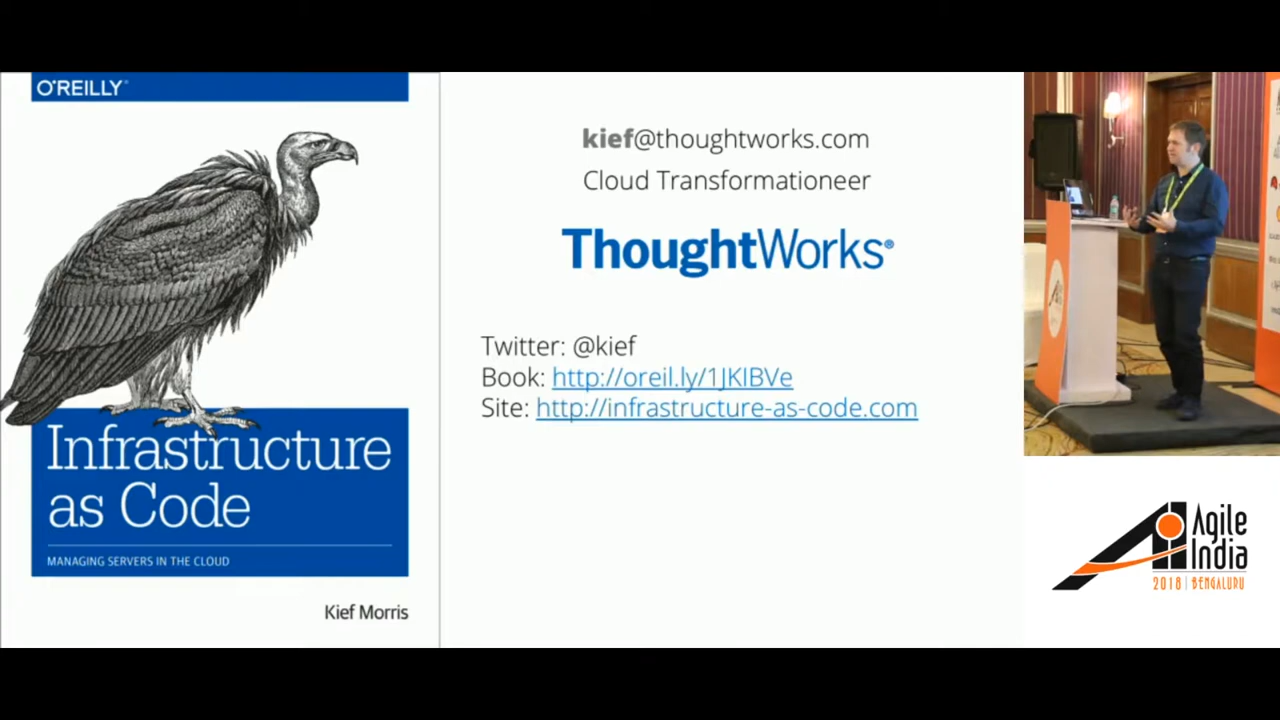 O'REILLY®
Infrastructure
as Code
MANAGING SERVERS IN THE CLOUD
Kief Morris
kief@thoughtworks.com
Cloud Transformationeer
ThoughtWorks®
Twitter: @kief
Book: http://oreil.ly/1JKIBVe
Site: http://infrastructure-as-code.com
Agile
India
2018 | BENGALURU